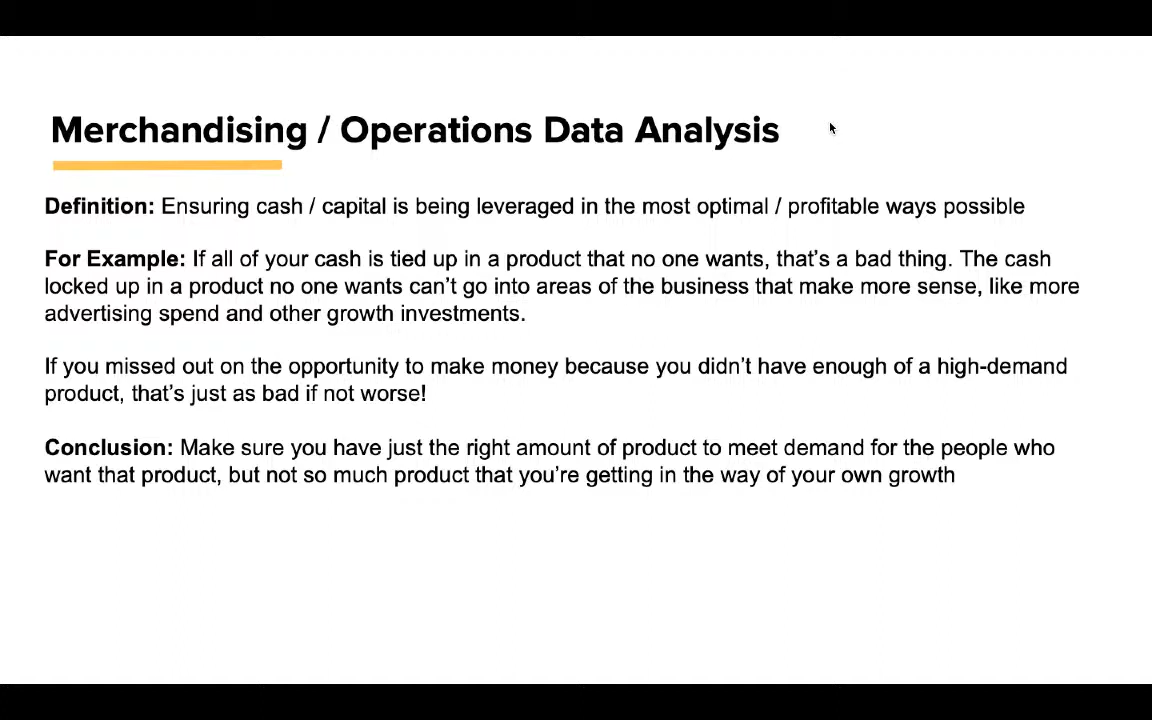 Merchandising / Operations Data Analysis
Definition: Ensuring cash / capital is being leveraged in the most optimal / profitable ways possible
For Example: If all of your cash is tied up in a product that no one wants, that’s a bad thing. The cash
locked up in a product no one wants can’t go into areas of the business that make more sense, like more
advertising spend and other growth investments.
If you missed out on the opportunity to make money because you didn’t have enough of a high-demand
product, that’s just as bad if not worse!
Conclusion: Make sure you have just the right amount of product to meet demand for the people who
want that product, but not so much product that you’re getting in the way of your own growth